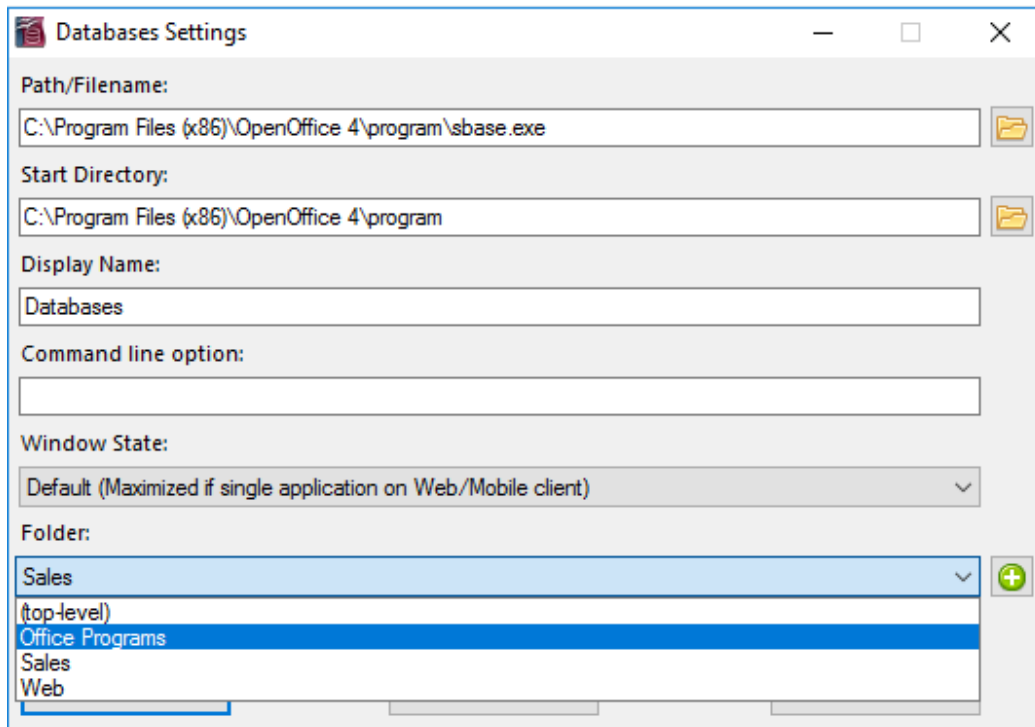 Databases Settings
Path/Filename:
C:\Program Files (x86)\OpenOffice 4\program\sbase.exe
Start Directory:
C:\Program Files (x86)\OpenOffice 4\program
Display Name:
Databases
Command line option:
Window State:
Default (Maximized if single application on Web/Mobile client)
Folder:
Sales
(top-level)
Office Programs
Sales
Web